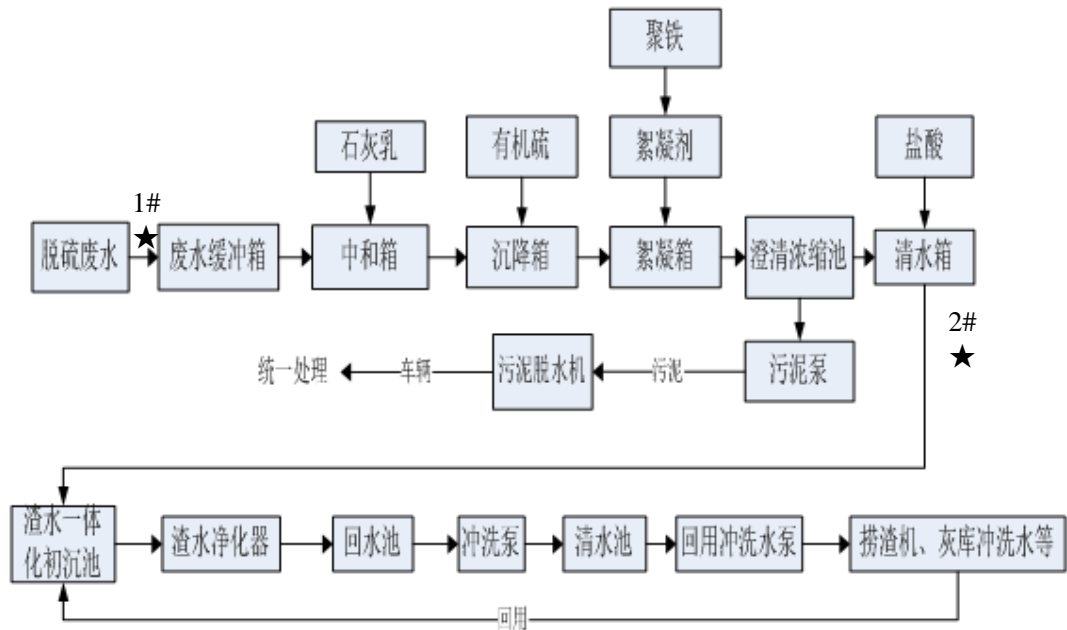 聚铁
石灰乳
有机硫
絮凝剂
盐酸
1#
★
脱硫废水
废水缓冲箱
中和箱
沉降箱
絮凝箱
澄清浓缩池
清水箱
2#
★
统一处理
车辆
污泥脱水机
污泥
污泥泵
渣水一体
化初沉池
渣水净化器
回水池
冲洗泵
清水池
回用冲洗水泵
捞渣机、灰库冲洗水等
回用